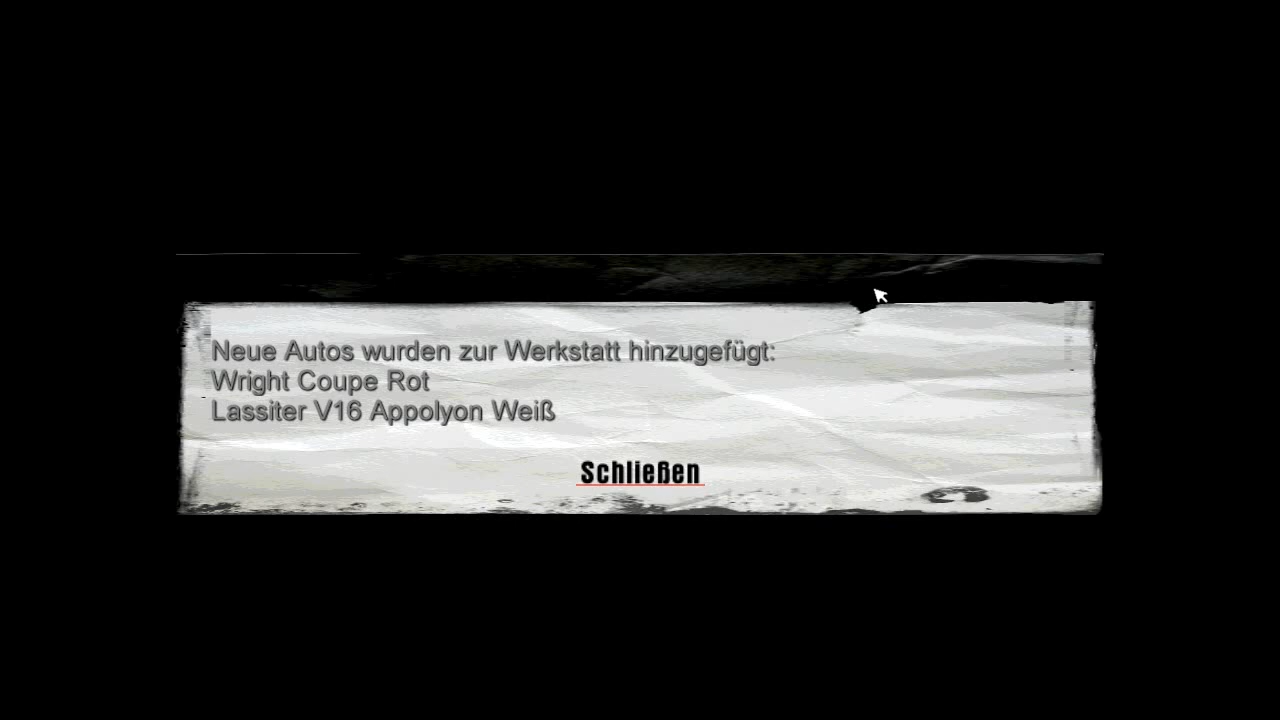 Neue Autos wurden zur Werkstatt hinzugefügt:
Wright Coupe Rot
Lassiter V16 Appolyon Weiß
Schließen